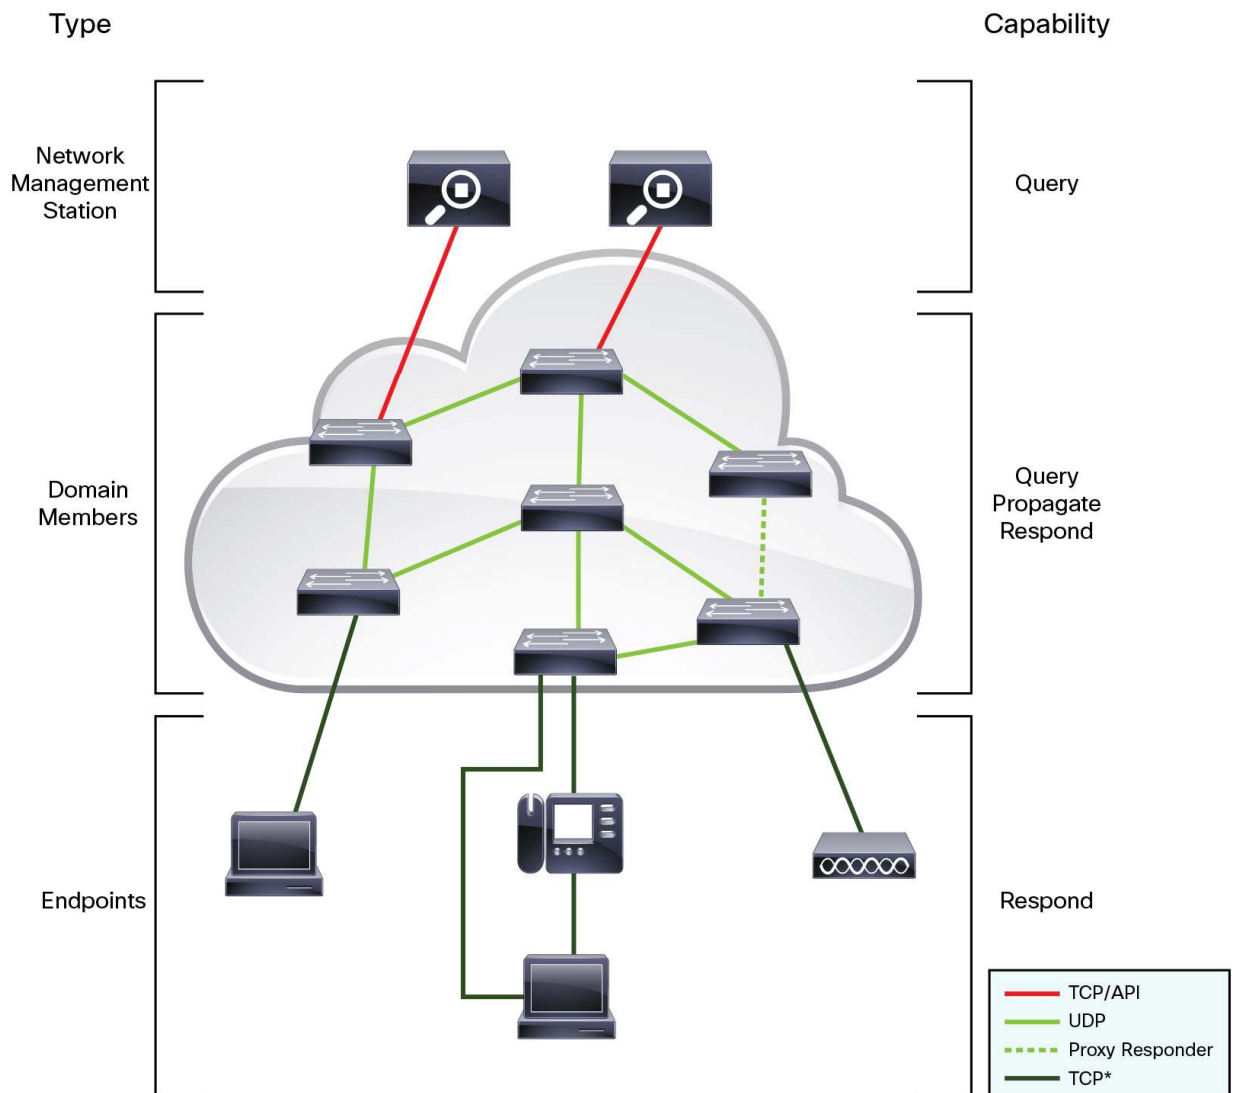 Type
Capability
Network
Management
Station
Query
Domain
Members
Query
Propagate
Respond
Endpoints
Respond
TCP/API
UDP
Proxy Responder
TCP*